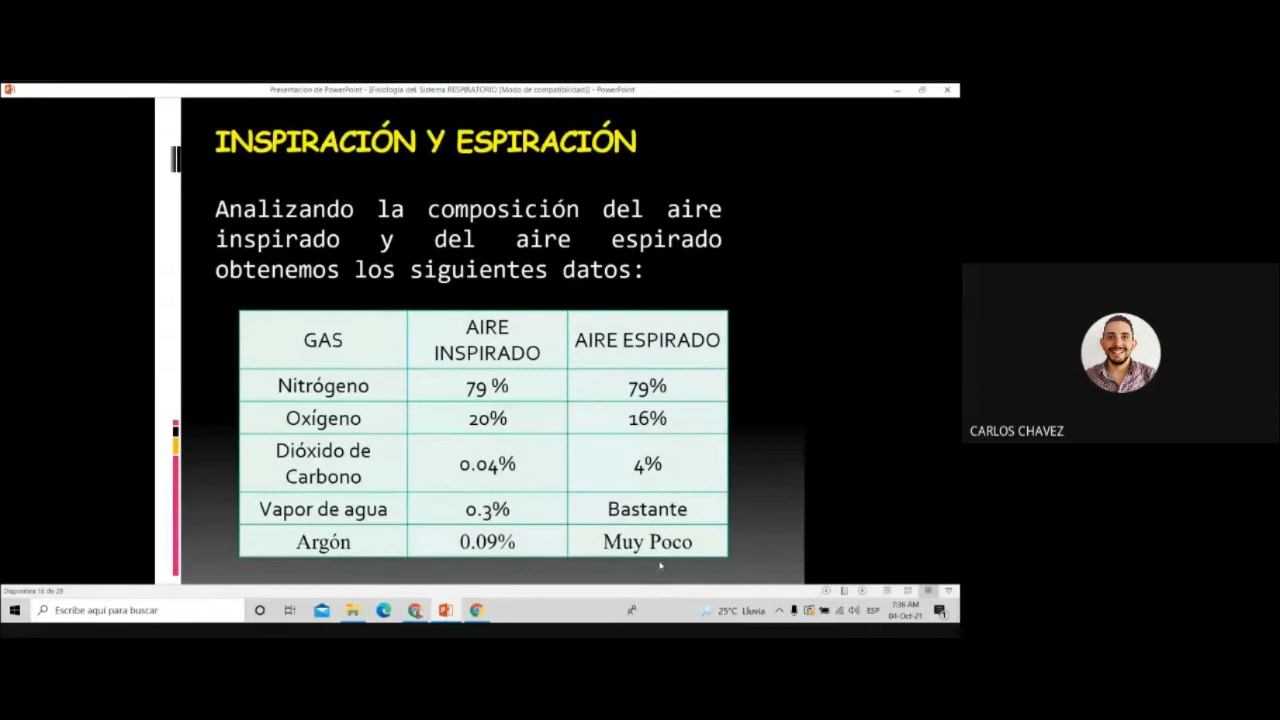 Presentación de PowerPoint - [Fisiología del Sistema RESPIRATORIO [Modo de compatibilidad]] - PowerPoint
INSPIRACIÓN Y ESPIRACIÓN
Analizando la composición del aire
inspirado y del aire espirado
obtenemos los siguientes datos:
GAS
AIRE
INSPIRADO
AIRE ESPIRADO
Nitrógeno
79 %
79%
Oxígeno
20%
16%
Dióxido de
Carbono
0.04%
4%
Vapor de agua
0.3%
Bastante
Argón
0.09%
Muy Poco
CARLOS CHAVEZ
Escribe aquí para buscar
25°C Lluvia
ESP
7:36 AM
04-Oct-21